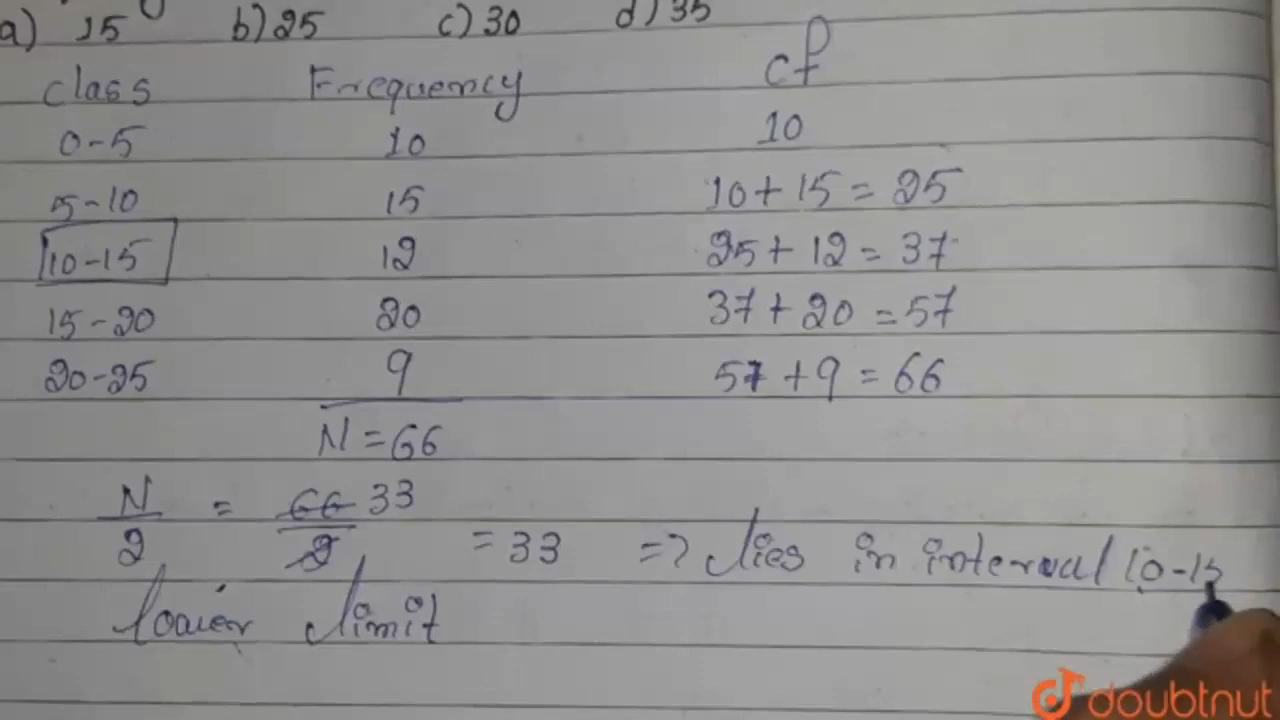 a) 15 b) 25 c) 30 d) 35
class Frequency cf
0-5 10 10
5-10 15 10+15=25
10-15 12 25+12=37
15-20 20 37+20=57
20-25 9 57+9=66
N=66
N/2 = 66/2 33 =33 => lies in interval 10-15
lower limit
doubtnut